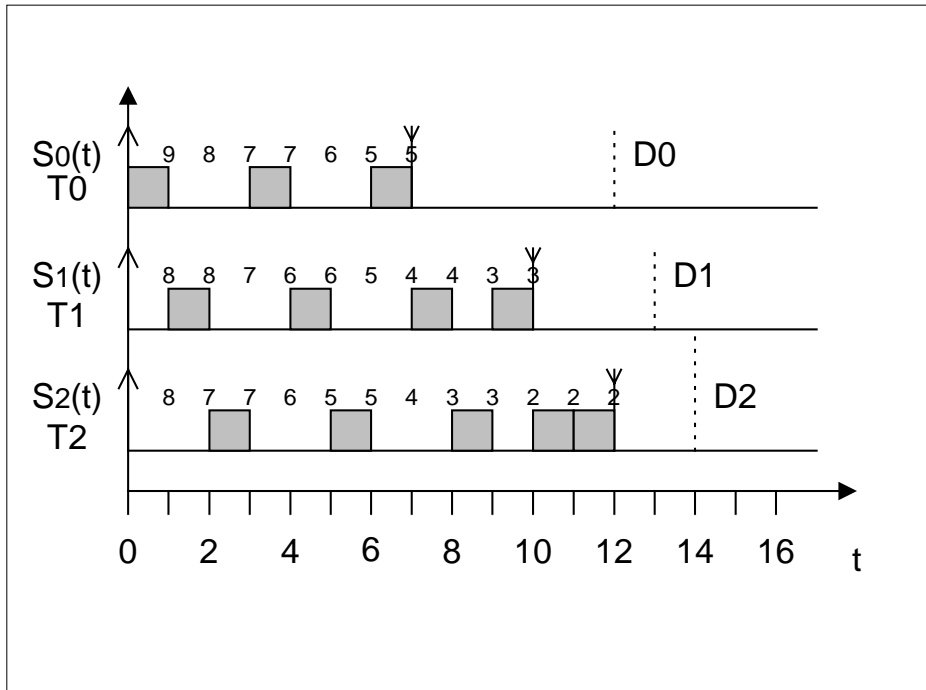 9 8 7 7 6 5 5
S0(t)
D0
T0
8 8 7 6 6 5 4 4 3 3
S1(t)
D1
T1
8 7 7 6 5 5 4 3 3 2 2 2
S2(t)
D2
T2
0 2 4 6 8 10 12 14 16
t